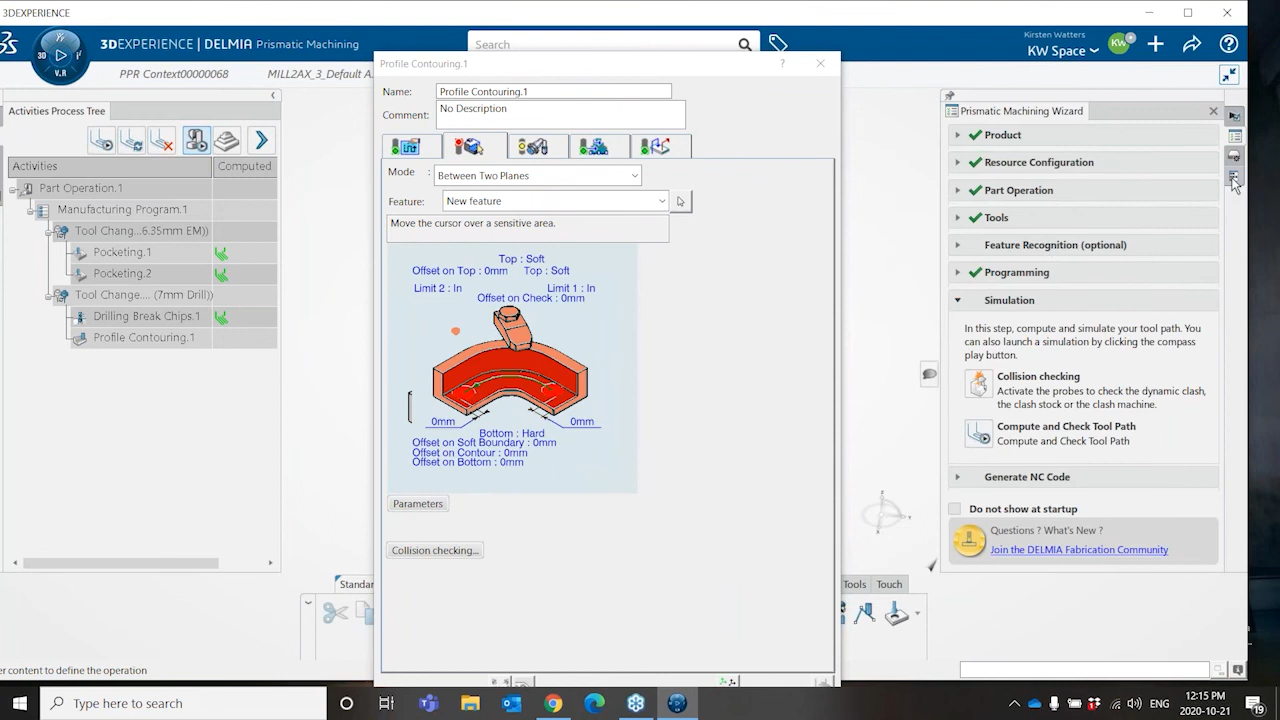 3DEXPERIENCE
3DEXPERIENCE | DELMIA Prismatic Machining
Search
Kirsten Watters
KW Space
KW
3D
V.R
PPR Context00000068
MILL2AX_3_Default A.
Activities Process Tree
Activities
Computed
Part Operation.1
Manufacturing Program.1
Tool Chang...6.35mm EM))
Pocketing.1
Pocketing.2
Tool Change.... (7mm Drill))
Drilling Break Chips.1
Profile Contouring.1
Profile Contouring.1
?
Name:
Profile Contouring.1
Comment:
No Description
Mode :
Between Two Planes
Feature:
New feature
Move the cursor over a sensitive area.
Top : Soft
Offset on Top : 0mm
Top : Soft
Limit 2 : In
Limit 1 : In
Offset on Check : 0mm
0mm
0mm
Bottom : Hard
Offset on Soft Boundary : 0mm
Offset on Contour : 0mm
Offset on Bottom : 0mm
Parameters
Collision checking...
Standar
Tools
Touch
Prismatic Machining Wizard
Product
Resource Configuration
Part Operation
Tools
Feature Recognition (optional)
Programming
Simulation
In this step, compute and simulate your tool path. You
can also launch a simulation by clicking the compass
play button.
Collision checking
Activate the probes to check the dynamic clash,
the clash stock or the clash machine.
Compute and Check Tool Path
Compute and Check Tool Path
Generate NC Code
Do not show at startup
Questions ? What's New ?
Join the DELMIA Fabrication Community
er content to define the operation
Type here to search
ENG
12:15 PM
2020-10-21
19